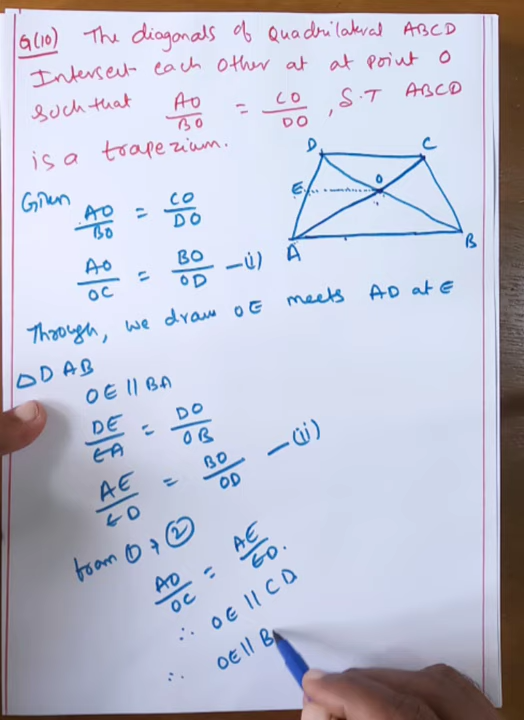 Q(10) The diagonals of Quadrilateral ABCD
Intersect each other at at point O
such that AO/BO = CO/DO, S.T ABCD
is a trapezium.
D C
E O
A B
Given AO/BO = CO/DO
AO/OC = BO/OD —(i)
Through, we draw OE meets AD at E
△DAB
OE || BA
DE/EA = DO/OB
AE/ED = BO/OD —(ii)
from ① & ②
AO/OC = AE/ED.
∴ OE || CD
∴ OE || B